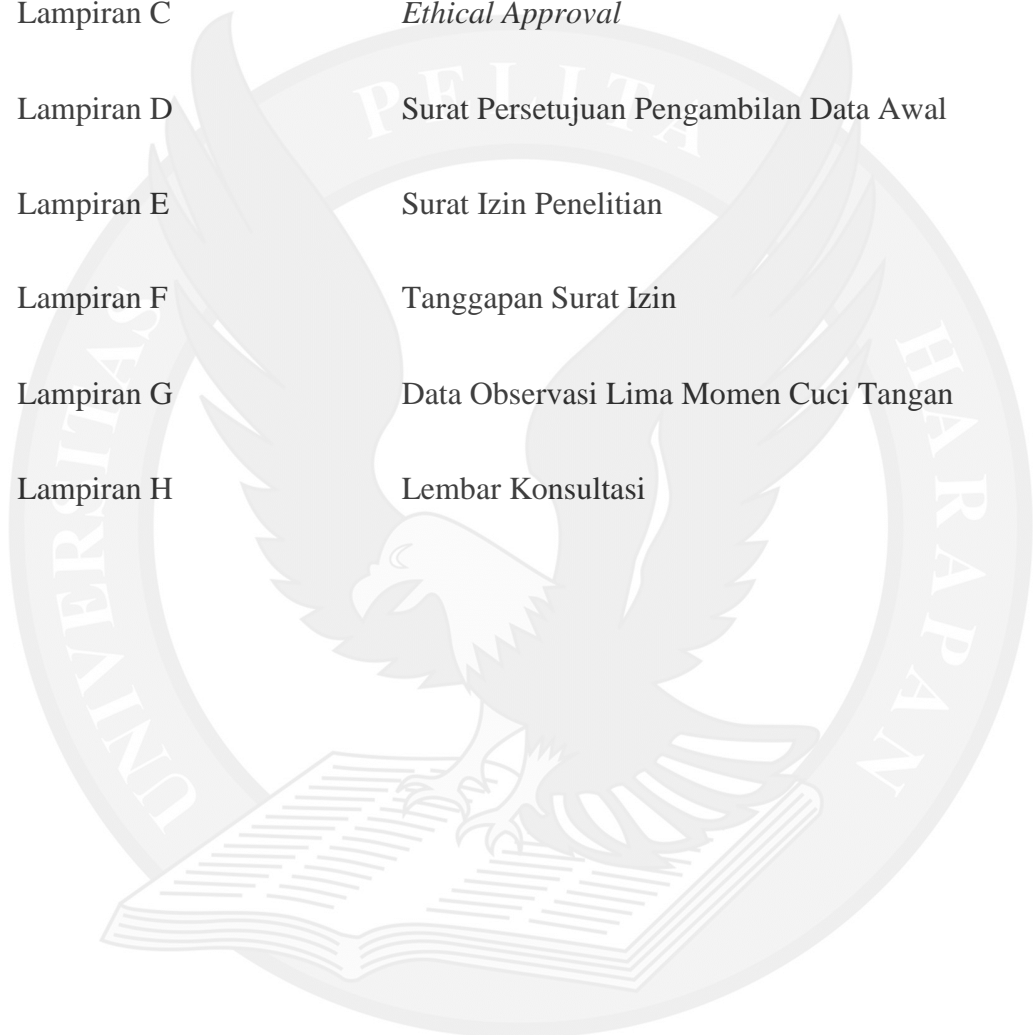 Lampiran C Ethical Approval
Lampiran D Surat Persetujuan Pengambilan Data Awal
Lampiran E Surat Izin Penelitian
Lampiran F Tanggapan Surat Izin
Lampiran G Data Observasi Lima Momen Cuci Tangan
Lampiran H Lembar Konsultasi
UNIVERSITAS PELITA HARAPAN